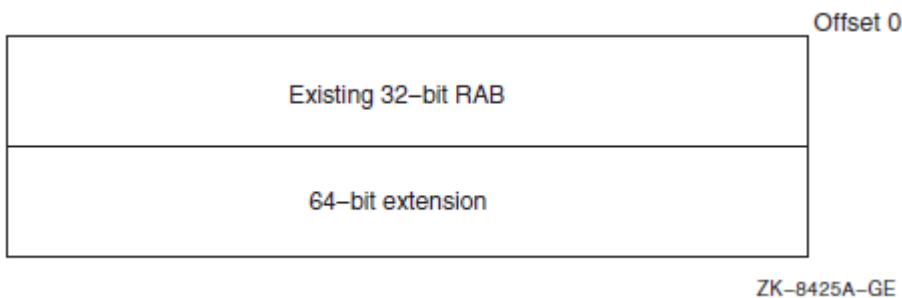 Offset 0
Existing 32–bit RAB
64–bit extension
ZK–8425A–GE